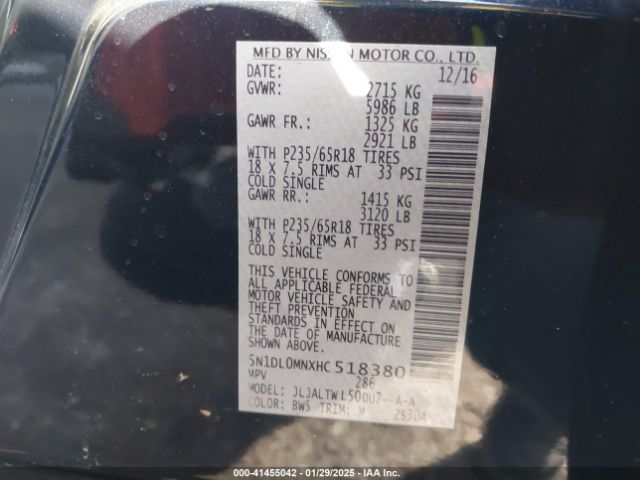 MFD BY NISSAN MOTOR CO., LTD.
DATE: 12/16
GVWR: 2715 KG
5986 LB
GAWR FR.: 1325 KG
2921 LB
WITH P235/65R18 TIRES
18 X 7.5 RIMS AT 33 PSI
COLD SINGLE
GAWR RR.: 1415 KG
3120 LB
WITH P235/65R18 TIRES
18 X 7.5 RIMS AT 33 PSI
COLD SINGLE
THIS VEHICLE CONFORMS TO
ALL APPLICABLE FEDERAL
MOTOR VEHICLE SAFETY AND
THEFT PREVENTION
STANDARDS IN EFFECT ON
THE DATE OF MANUFACTURE
SHOWN ABOVE.
5N1DL0MNXHC518380
MPV 286
MODEL: JLJALTWL50UU7--A-A
COLOR: BW5 TRIM:
000-41455042 / 01/29/2025 - IAA Inc.